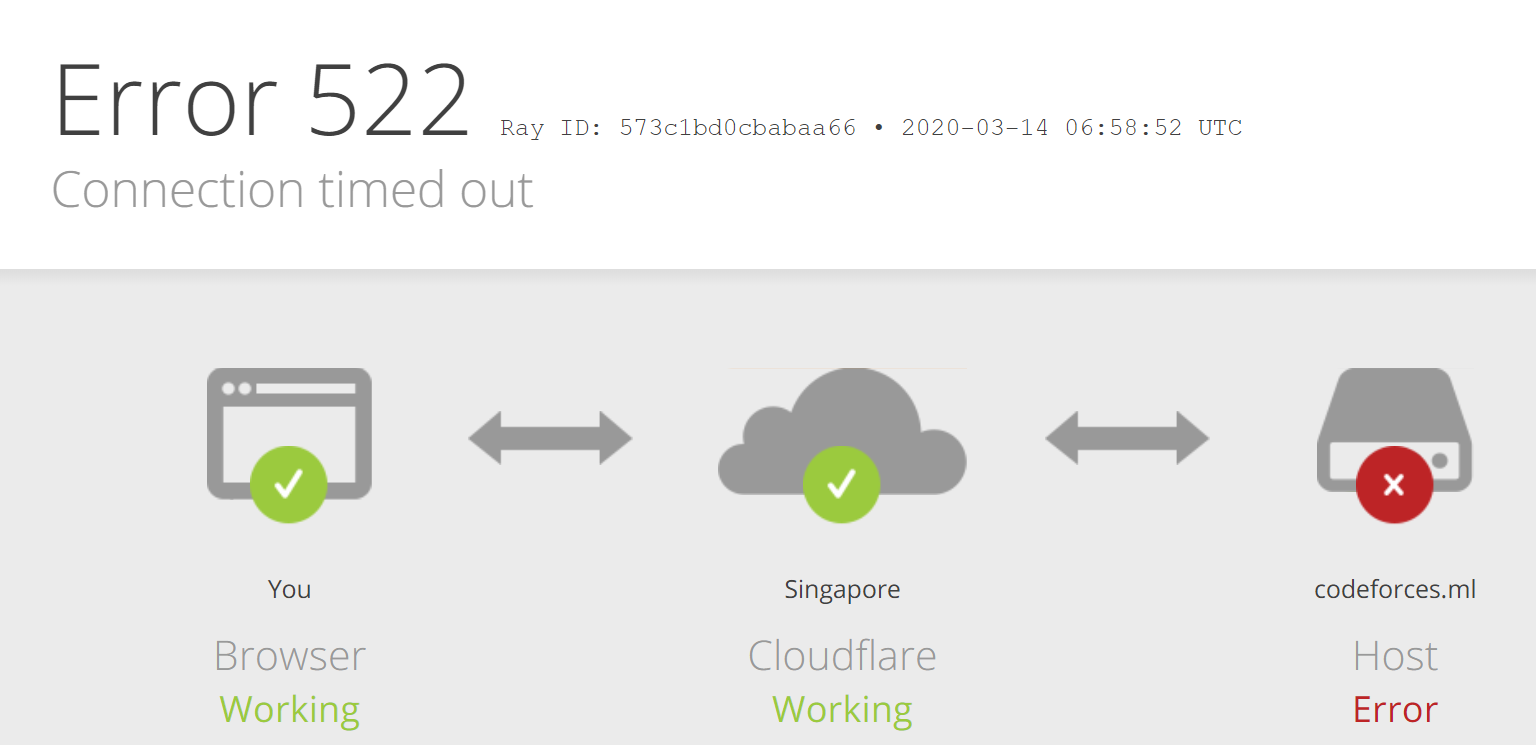 Error 522 Ray ID: 573c1bd0cbabaa66 • 2020-03-14 06:58:52 UTC
Connection timed out
You
Browser
Working
Singapore
Cloudflare
Working
codeforces.ml
Host
Error